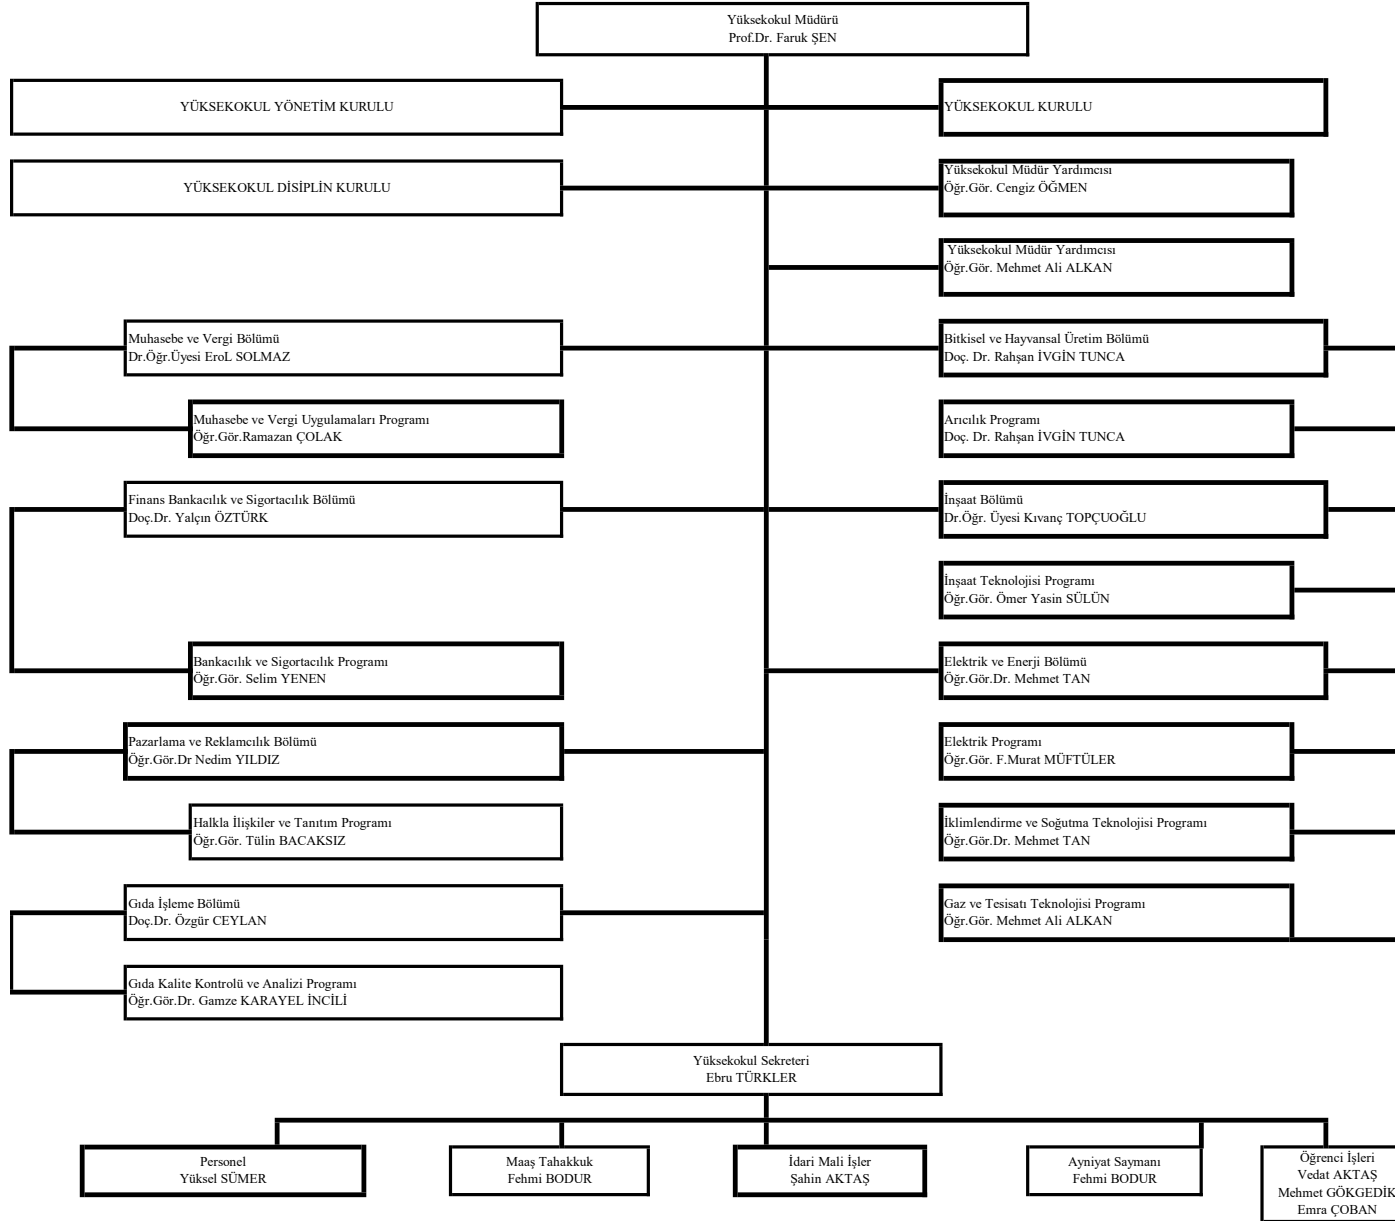 Yüksekokul Müdürü
Prof.Dr. Faruk ŞEN
YÜKSEKOKUL YÖNETİM KURULU
YÜKSEKOKUL KURULU
YÜKSEKOKUL DİSİPLİN KURULU
Yüksekokul Müdür Yardımcısı
Öğr.Gör. Cengiz ÖĞMEN
Yüksekokul Müdür Yardımcısı
Öğr.Gör. Mehmet Ali ALKAN
Muhasebe ve Vergi Bölümü
Dr.Öğr.Üyesi EroL SOLMAZ
Bitkisel ve Hayvansal Üretim Bölümü
Doç. Dr. Rahşan İVGİN TUNCA
Muhasebe ve Vergi Uygulamaları Programı
Öğr.Gör.Ramazan ÇOLAK
Arıcılık Programı
Doç. Dr. Rahşan İVGİN TUNCA
Finans Bankacılık ve Sigortacılık Bölümü
Doç.Dr. Yalçın ÖZTÜRK
İnşaat Bölümü
Dr.Öğr. Üyesi Kıvanç TOPÇUOĞLU
İnşaat Teknolojisi Programı
Öğr.Gör. Ömer Yasin SÜLÜN
Bankacılık ve Sigortacılık Programı
Öğr.Gör. Selim YENEN
Elektrik ve Enerji Bölümü
Öğr.Gör.Dr. Mehmet TAN
Pazarlama ve Reklamcılık Bölümü
Öğr.Gör.Dr Nedim YILDIZ
Elektrik Programı
Öğr.Gör. F.Murat MÜFTÜLER
Halkla İlişkiler ve Tanıtım Programı
Öğr.Gör. Tülin BACAKSIZ
İklimlendirme ve Soğutma Teknolojisi Programı
Öğr.Gör.Dr. Mehmet TAN
Gıda İşleme Bölümü
Doç.Dr. Özgür CEYLAN
Gaz ve Tesisatı Teknolojisi Programı
Öğr.Gör. Mehmet Ali ALKAN
Gıda Kalite Kontrolü ve Analizi Programı
Öğr.Gör.Dr. Gamze KARAYEL İNCİLİ
Yüksekokul Sekreteri
Ebru TÜRKLER
Personel
Yüksel SÜMER
Maaş Tahakkuk
Fehmi BODUR
İdari Mali İşler
Şahin AKTAŞ
Ayniyat Saymanı
Fehmi BODUR
Öğrenci İşleri
Vedat AKTAŞ
Mehmet GÖKGEDİK
Emra ÇOBAN